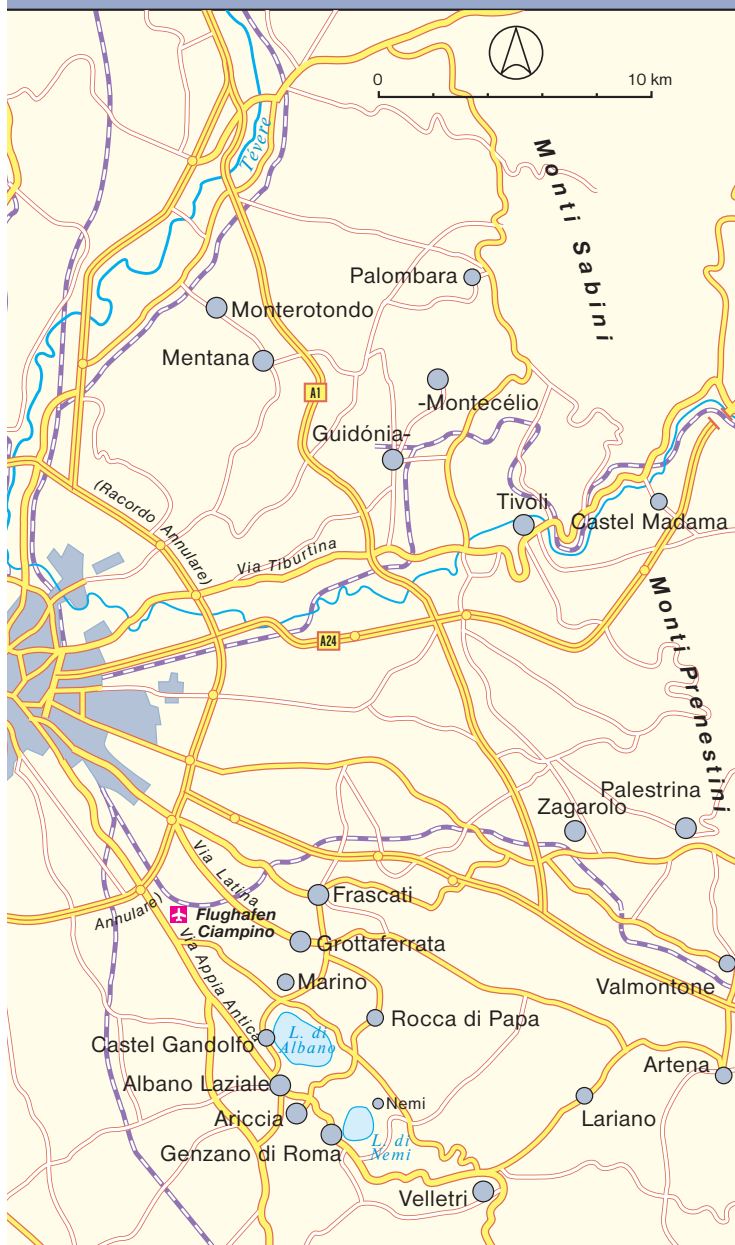 0
10 km
Tévere
Monti Sabini
Palombara
Monterotondo
Mentana
A1
-Montecélio
Guidónia-
(Racordo Annulare)
Tivoli
Castel Madama
Via Tiburtina
Monti Prenestini
A24
Palestrina
Zagarolo
Via Latina
Frascati
Annulare)
Flughafen
Ciampino
Grottaferrata
Via Appia Antica
Valmontone
Marino
Rocca di Papa
L. di
Albano
Castel Gandolfo
Artena
Albano Laziale
Nemi
Ariccia
Lariano
Genzano di Roma
L. di
Nemi
Velletri